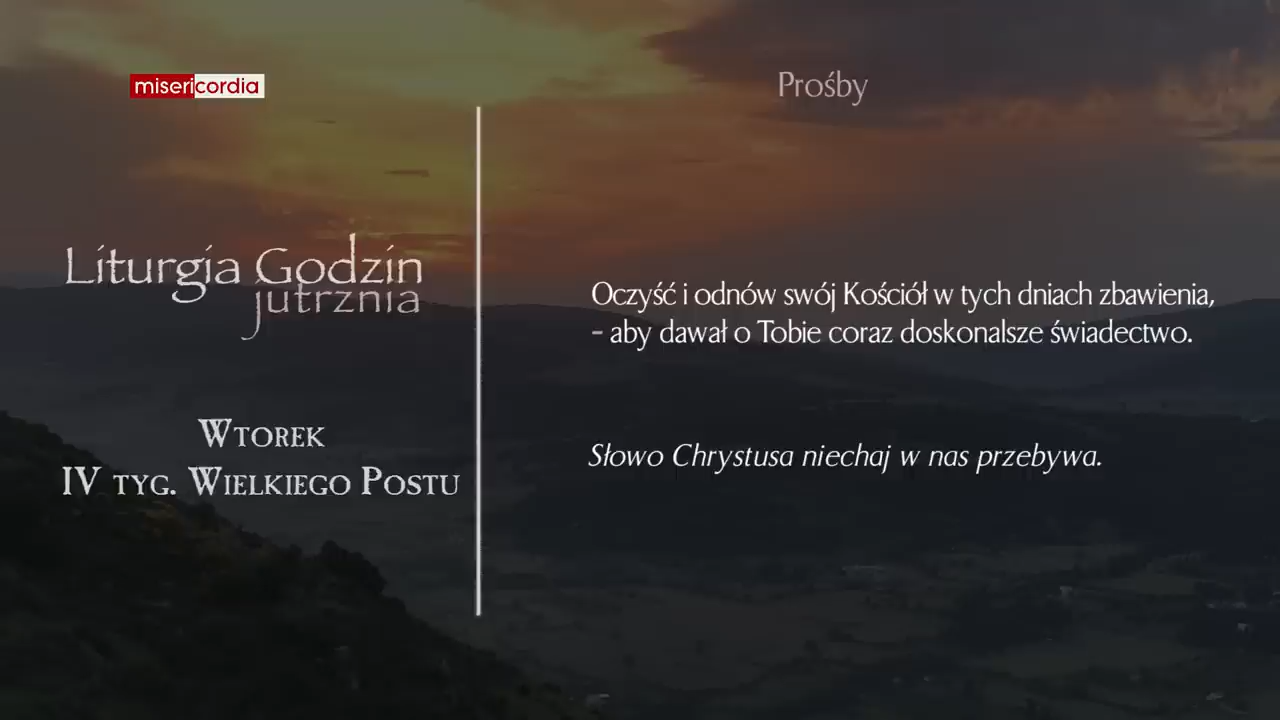 misericordia
Prośby
Liturgia Godzin
jutrznia
Wtorek
IV tyg. Wielkiego Postu
Oczyść i odnów swój Kościół w tych dniach zbawienia,
- aby dawał o Tobie coraz doskonalsze świadectwo.
Słowo Chrystusa niechaj w nas przebywa.